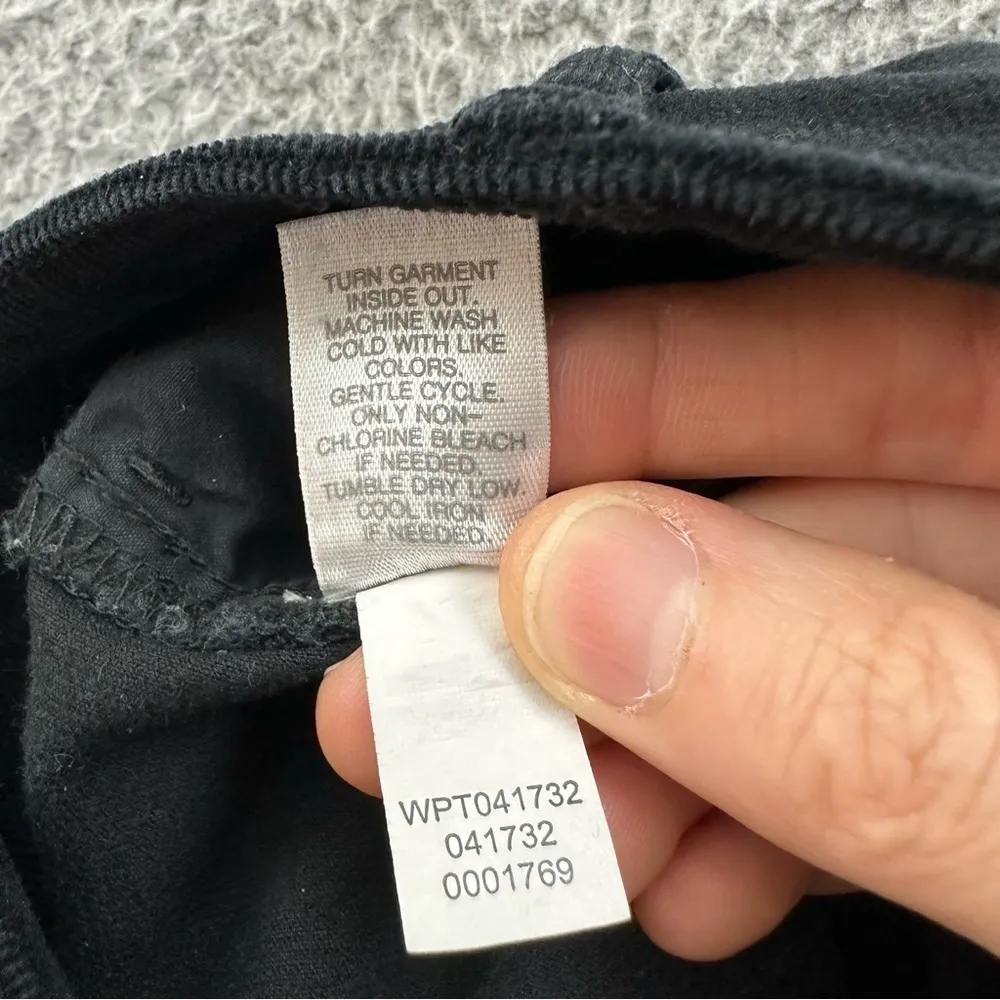 TURN GARMENT
INSIDE OUT.
MACHINE WASH
COLD WITH LIKE
COLORS.
GENTLE CYCLE.
ONLY NON-
CHLORINE BLEACH
IF NEEDED.
TUMBLE DRY LOW.
COOL IRON
IF NEEDED.
WPT041732
041732
0001769